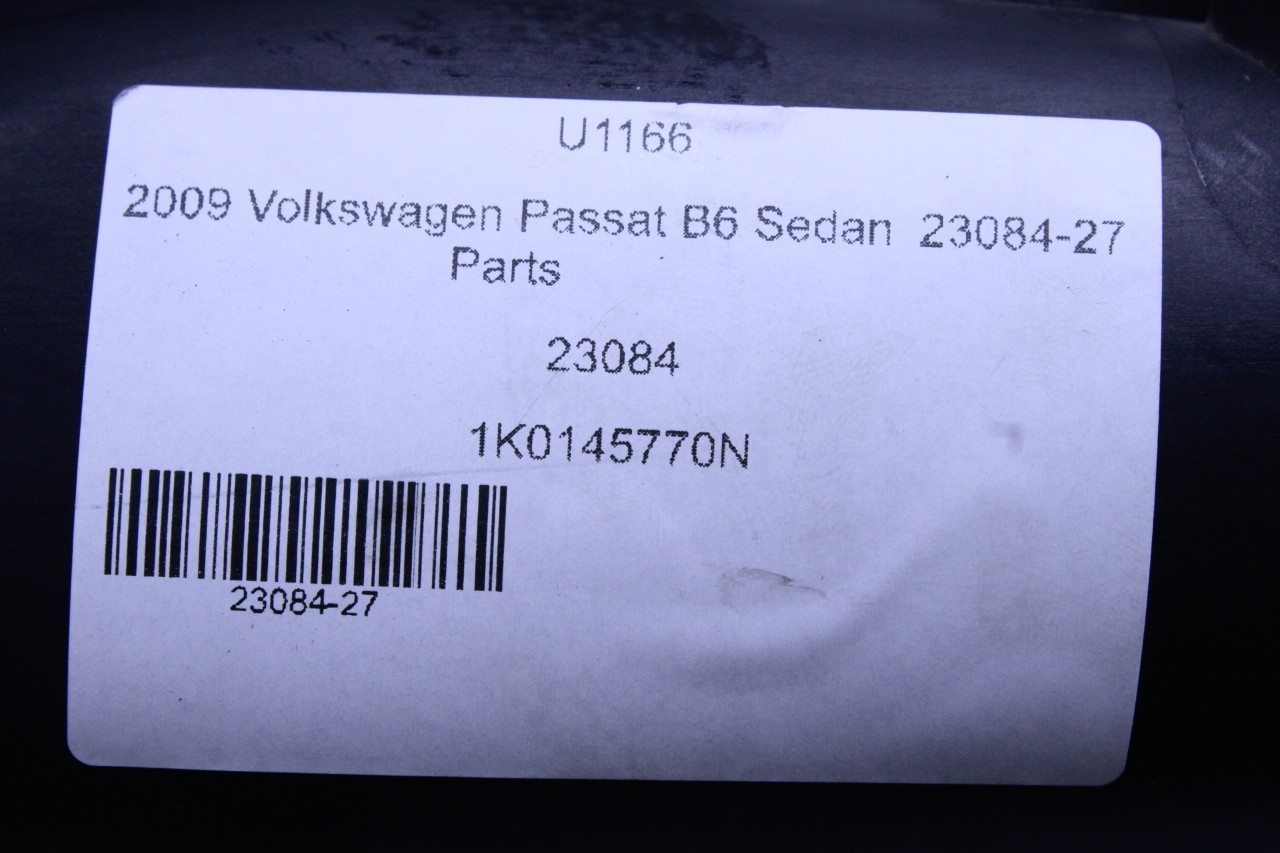 U1166
2009 Volkswagen Passat B6 Sedan 23084-27
Parts
23084
1K0145770N
23084-27